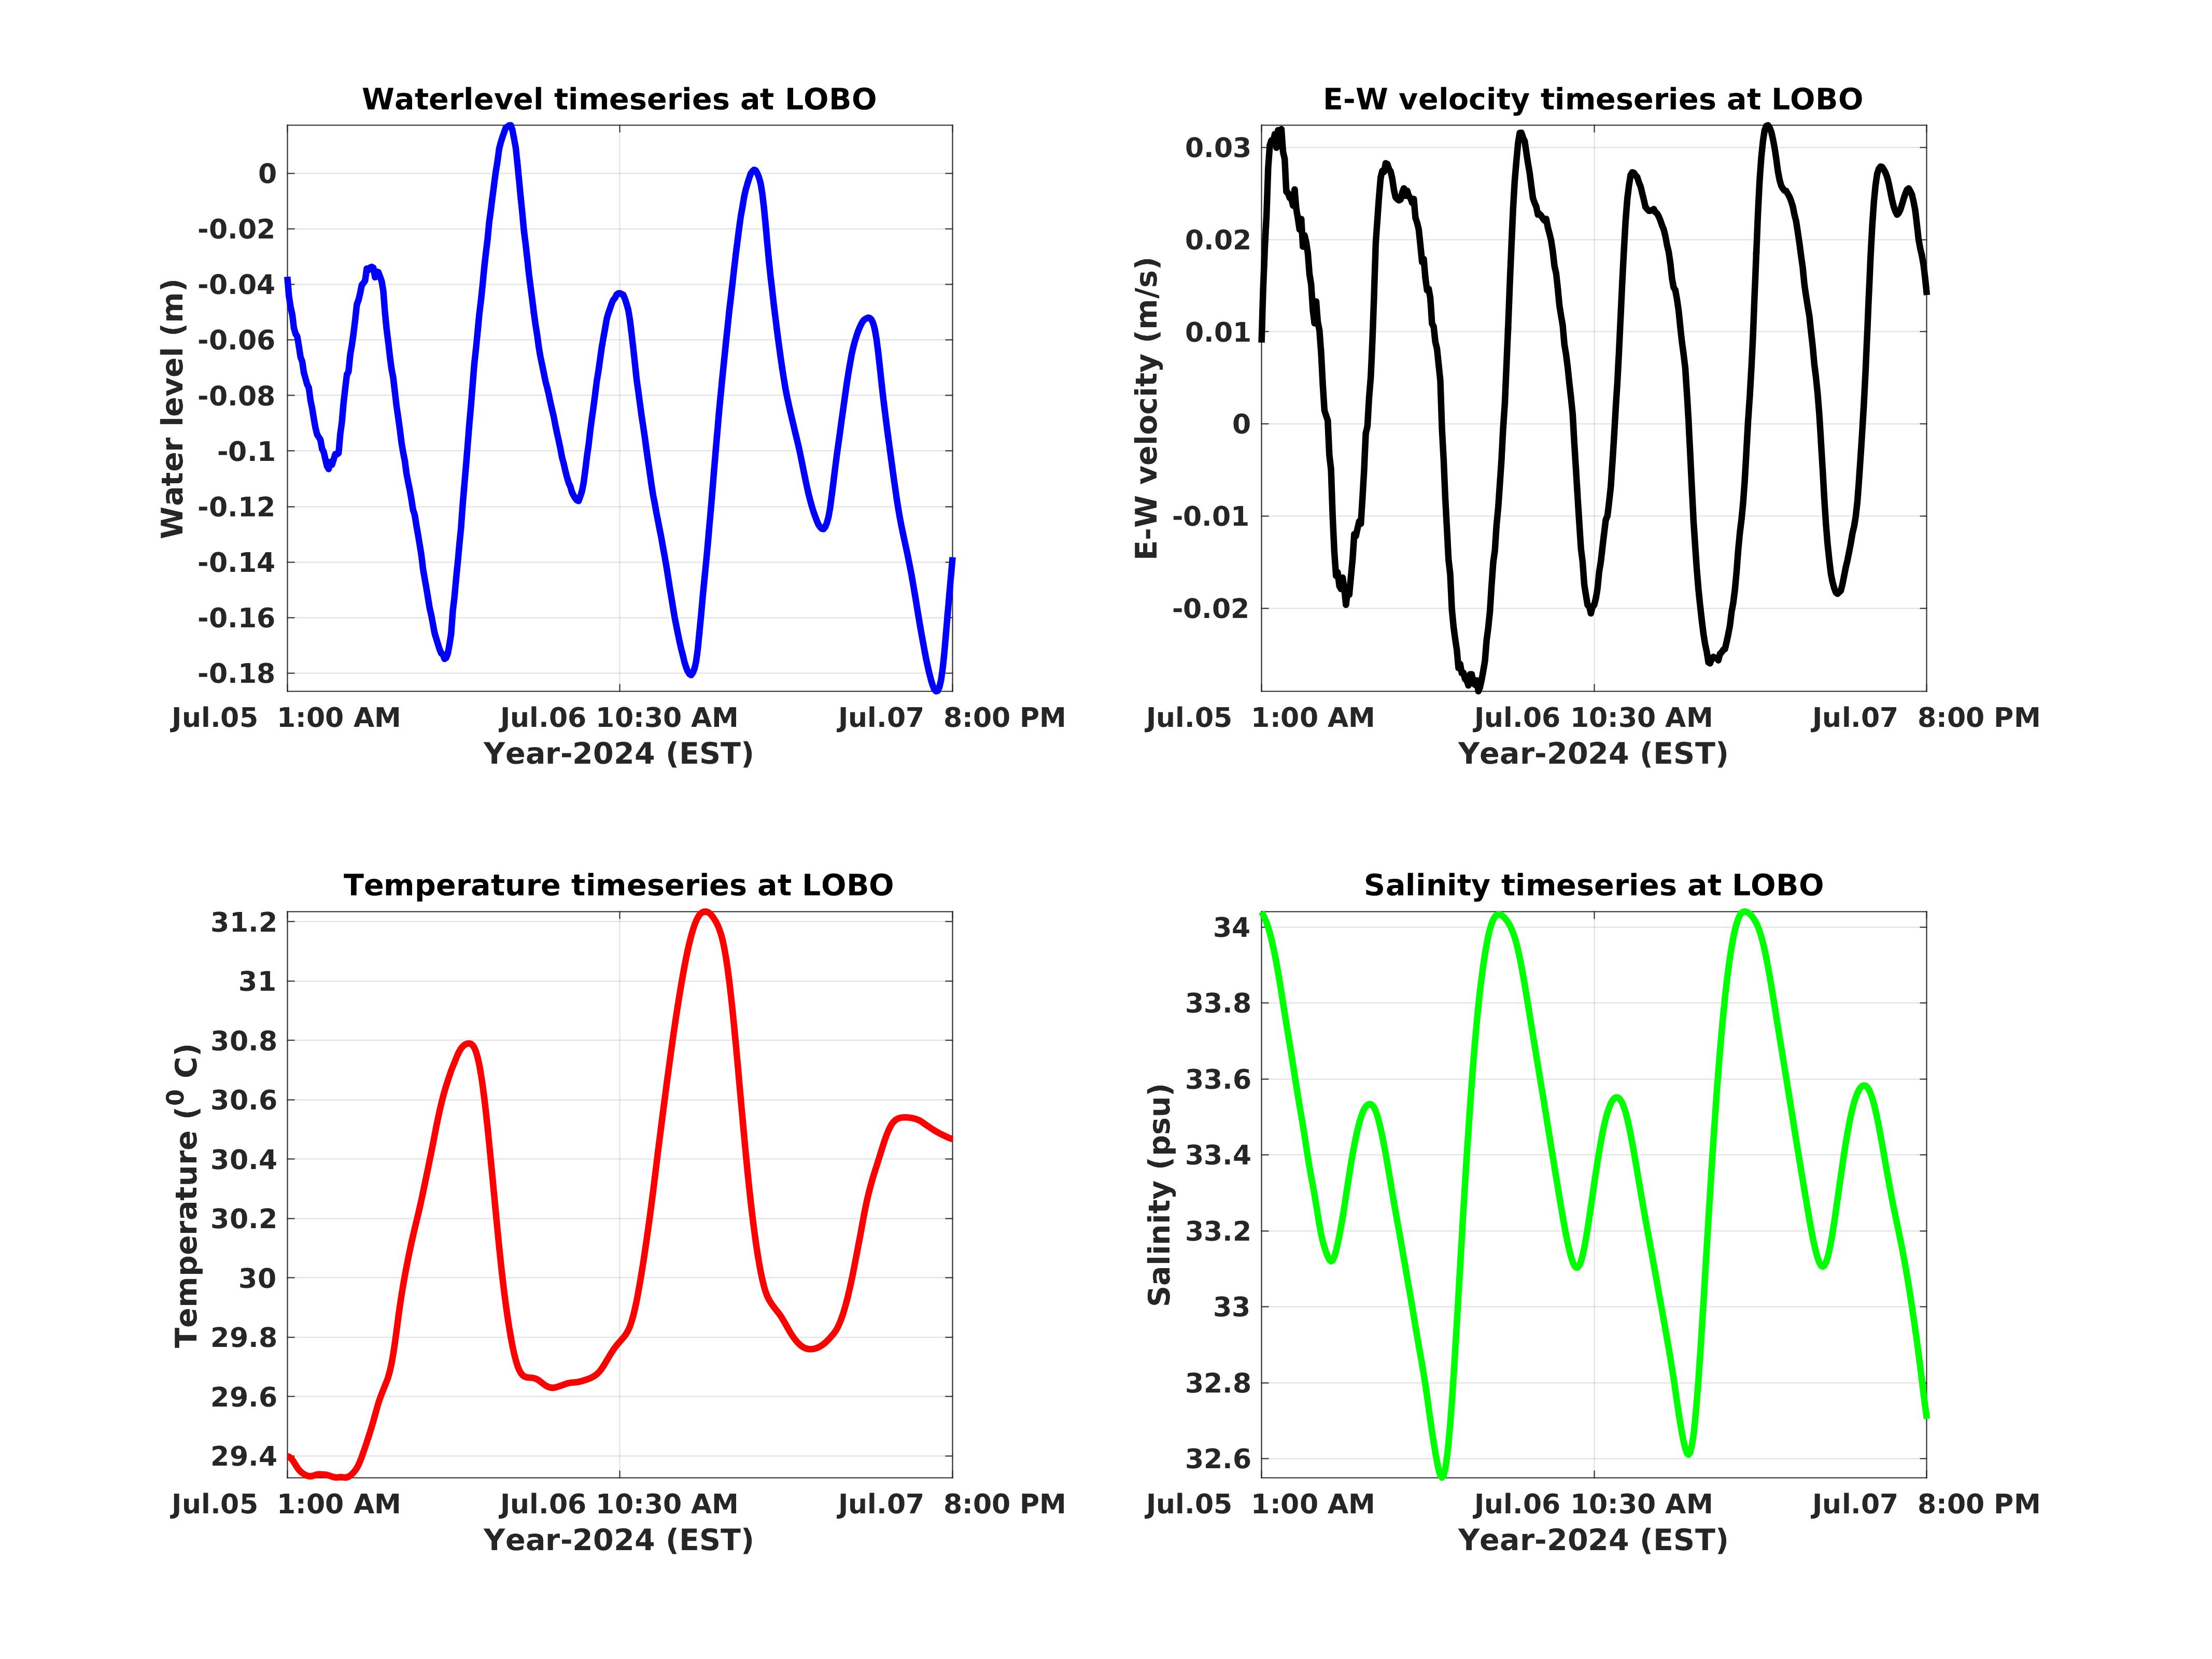 Waterlevel timeseries at LOBO
Water level (m)
0
-0.02
-0.04
-0.06
-0.08
-0.1
-0.12
-0.14
-0.16
-0.18
Jul.05 1:00 AM Jul.06 10:30 AM Jul.07 8:00 PM
Year-2024 (EST)
E-W velocity timeseries at LOBO
E-W velocity (m/s)
0.03
0.02
0.01
0
-0.01
-0.02
Jul.05 1:00 AM Jul.06 10:30 AM Jul.07 8:00 PM
Year-2024 (EST)
Temperature timeseries at LOBO
Temperature (⁰ C)
31.2
31
30.8
30.6
30.4
30.2
30
29.8
29.6
29.4
Jul.05 1:00 AM Jul.06 10:30 AM Jul.07 8:00 PM
Year-2024 (EST)
Salinity timeseries at LOBO
Salinity (psu)
34
33.8
33.6
33.4
33.2
33
32.8
32.6
Jul.05 1:00 AM Jul.06 10:30 AM Jul.07 8:00 PM
Year-2024 (EST)